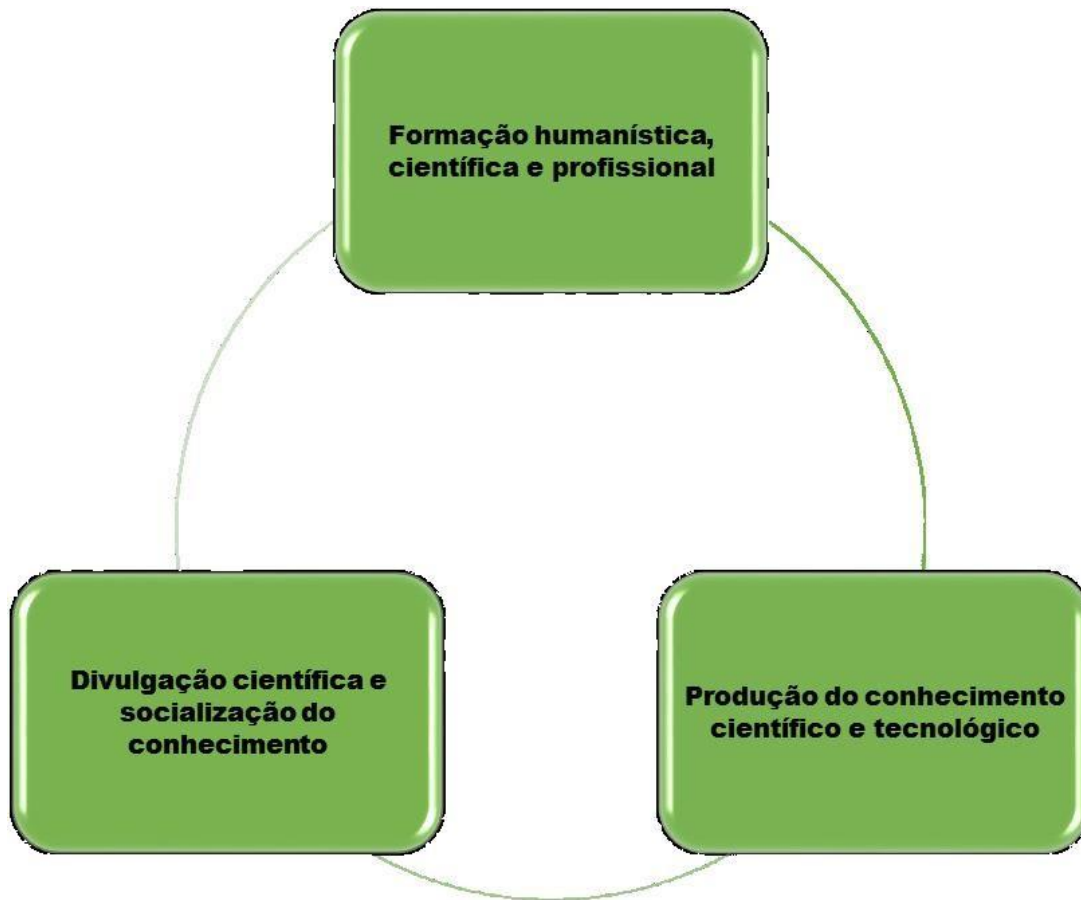 Formação humanística,
científica e profissional
Divulgação científica e
socialização do
conhecimento
Produção do conhecimento
científico e tecnológico